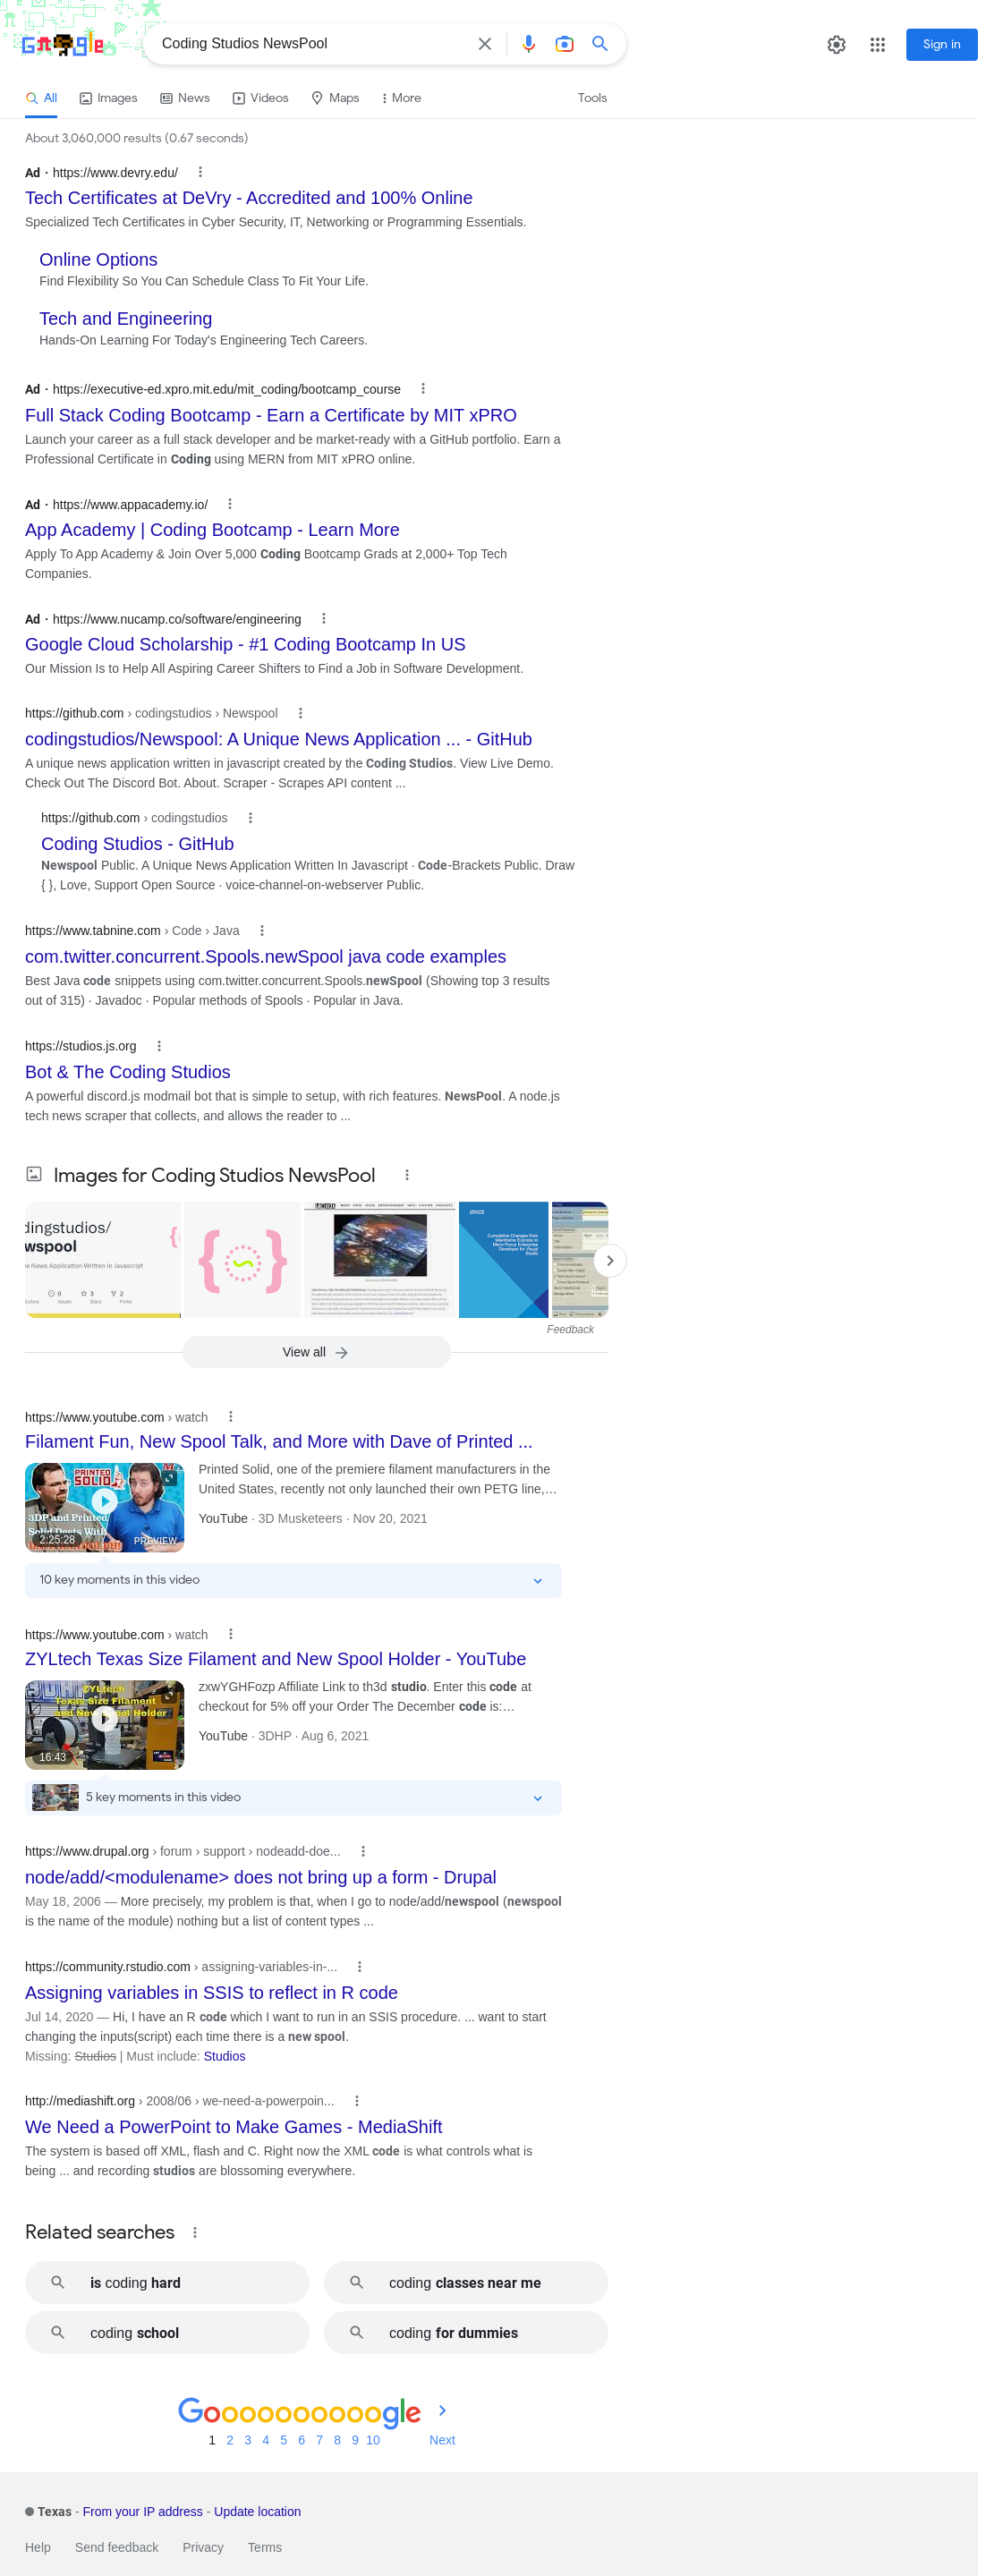 Coding Studios NewsPool
Sign in
All
Images
News
Videos
Maps
More
Tools
About 3,060,000 results (0.67 seconds)
Ad · https://www.devry.edu/
Tech Certificates at DeVry - Accredited and 100% Online
Specialized Tech Certificates in Cyber Security, IT, Networking or Programming Essentials.
Online Options
Find Flexibility So You Can Schedule Class To Fit Your Life.
Tech and Engineering
Hands-On Learning For Today's Engineering Tech Careers.
Ad · https://executive-ed.xpro.mit.edu/mit_coding/bootcamp_course
Full Stack Coding Bootcamp - Earn a Certificate by MIT xPRO
Launch your career as a full stack developer and be market-ready with a GitHub portfolio. Earn a
Professional Certificate in Coding using MERN from MIT xPRO online.
Ad · https://www.appacademy.io/
App Academy | Coding Bootcamp - Learn More
Apply To App Academy & Join Over 5,000 Coding Bootcamp Grads at 2,000+ Top Tech
Companies.
Ad · https://www.nucamp.co/software/engineering
Google Cloud Scholarship - #1 Coding Bootcamp In US
Our Mission Is to Help All Aspiring Career Shifters to Find a Job in Software Development.
https://github.com › codingstudios › Newspool
codingstudios/Newspool: A Unique News Application ... - GitHub
A unique news application written in javascript created by the Coding Studios. View Live Demo.
Check Out The Discord Bot. About. Scraper - Scrapes API content ...
https://github.com › codingstudios
Coding Studios - GitHub
Newspool Public. A Unique News Application Written In Javascript · Code-Brackets Public. Draw
{ }, Love, Support Open Source · voice-channel-on-webserver Public.
https://www.tabnine.com › Code › Java
com.twitter.concurrent.Spools.newSpool java code examples
Best Java code snippets using com.twitter.concurrent.Spools.newSpool (Showing top 3 results
out of 315) · Javadoc · Popular methods of Spools · Popular in Java.
https://studios.js.org
Bot & The Coding Studios
A powerful discord.js modmail bot that is simple to setup, with rich features. NewsPool. A node.js
tech news scraper that collects, and allows the reader to ...
Images for Coding Studios NewsPool
dingstudios/
wspool
e News Application Written in Javascript
Feedback
View all
https://www.youtube.com › watch
Filament Fun, New Spool Talk, and More with Dave of Printed ...
PRINTED
SOLID
3DP and Printed
2:25:28
PREVIEW
Printed Solid, one of the premiere filament manufacturers in the
United States, recently not only launched their own PETG line,…
YouTube · 3D Musketeers · Nov 20, 2021
10 key moments in this video
https://www.youtube.com › watch
ZYLtech Texas Size Filament and New Spool Holder - YouTube
ZYLtech
Texas Size Filament
and New Spool Holder
16:43
zxwYGHFozp Affiliate Link to th3d studio. Enter this code at
checkout for 5% off your Order The December code is:…
YouTube · 3DHP · Aug 6, 2021
5 key moments in this video
https://www.drupal.org › forum › support › nodeadd-doe...
node/add/<modulename> does not bring up a form - Drupal
May 18, 2006 — More precisely, my problem is that, when I go to node/add/newspool (newspool
is the name of the module) nothing but a list of content types ...
https://community.rstudio.com › assigning-variables-in-...
Assigning variables in SSIS to reflect in R code
Jul 14, 2020 — Hi, I have an R code which I want to run in an SSIS procedure. ... want to start
changing the inputs(script) each time there is a new spool.
Missing: Studios | Must include: Studios
http://mediashift.org › 2008/06 › we-need-a-powerpoin...
We Need a PowerPoint to Make Games - MediaShift
The system is based off XML, flash and C. Right now the XML code is what controls what is
being ... and recording studios are blossoming everywhere.
Related searches
is coding hard
coding classes near me
coding school
coding for dummies
Goooooooooogle
1 2 3 4 5 6 7 8 9 10 Next
Texas - From your IP address - Update location
Help Send feedback Privacy Terms